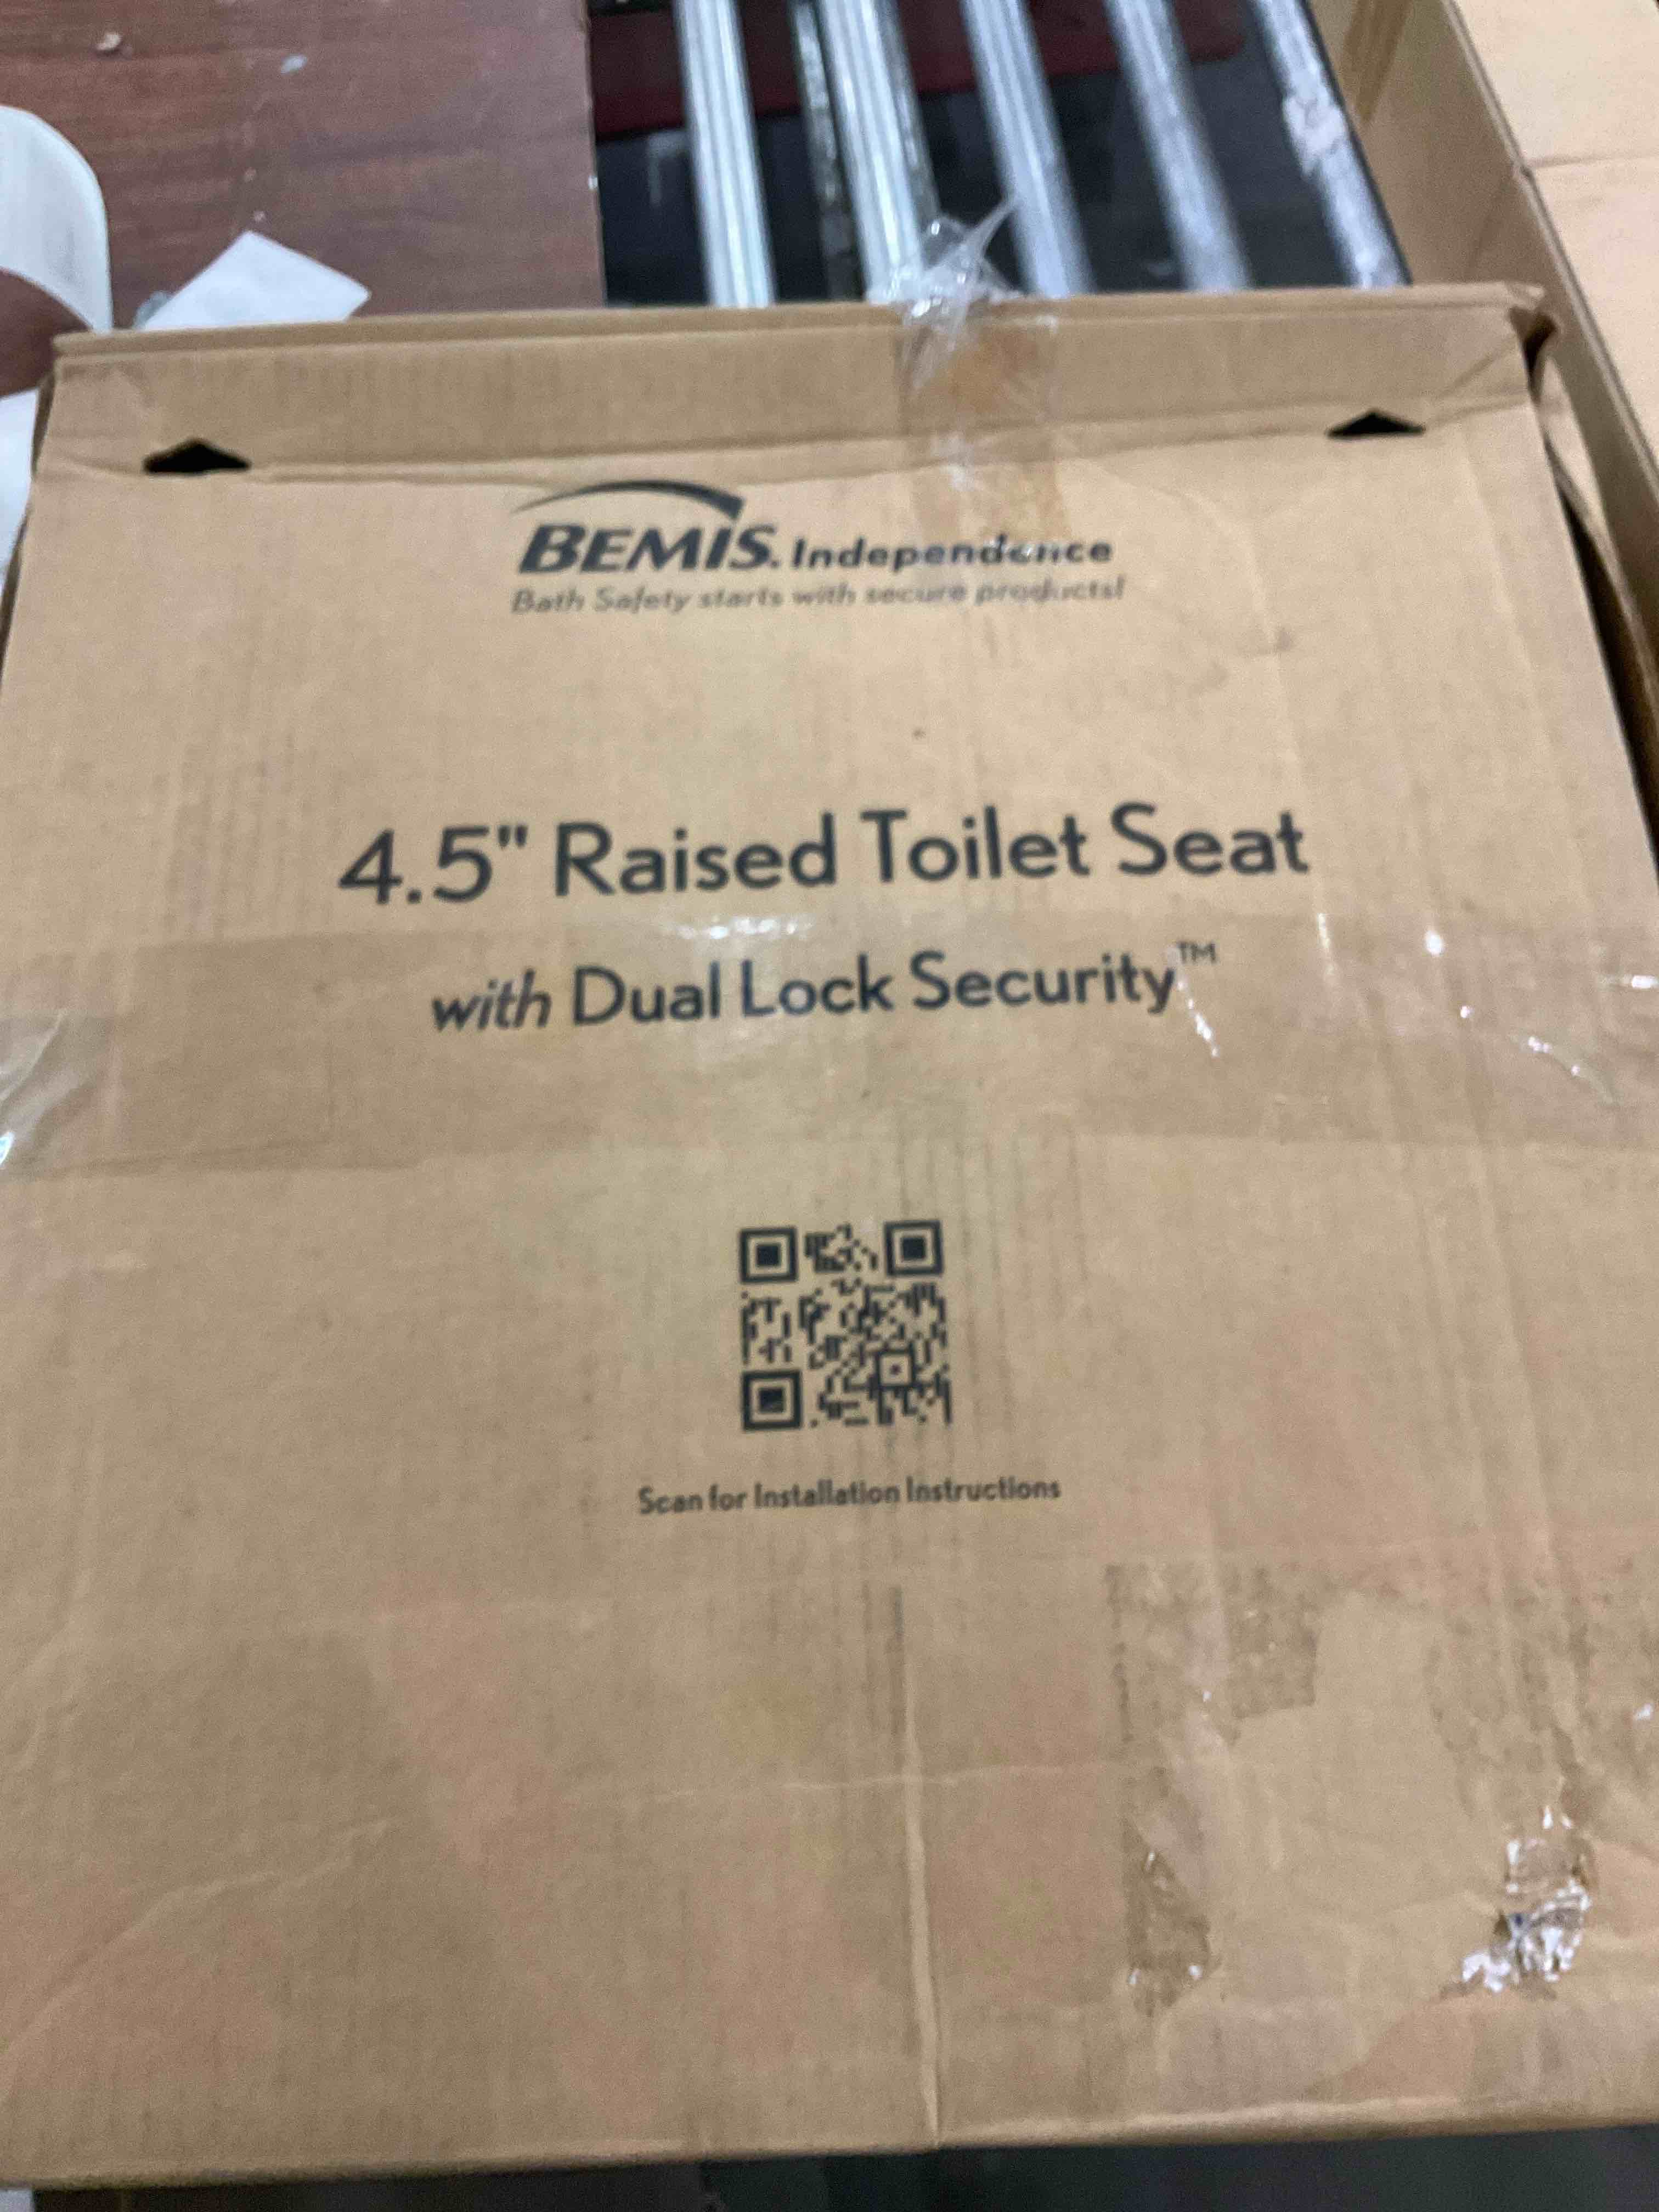 BEMIS. Independence
Bath Safety starts with secure products!
4.5" Raised Toilet Seat
with Dual Lock Security™
Scan for Installation Instructions